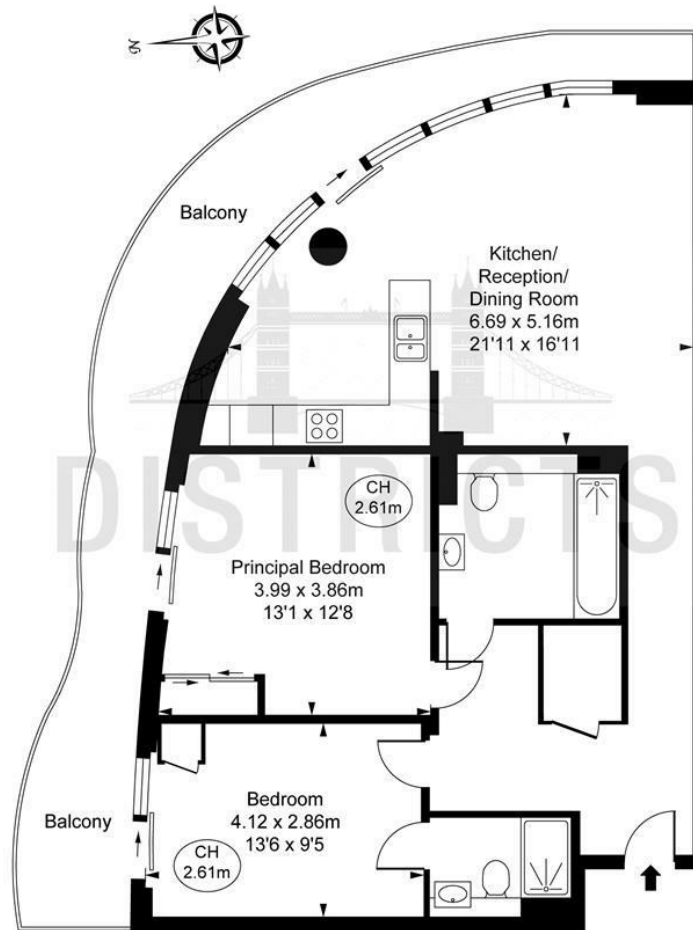 N
Balcony
Kitchen/
Reception/
Dining Room
6.69 x 5.16m
21'11 x 16'11
DISTRICTS
CH
2.61m
Principal Bedroom
3.99 x 3.86m
13'1 x 12'8
Bedroom
4.12 x 2.86m
13'6 x 9'5
Balcony
CH
2.61m